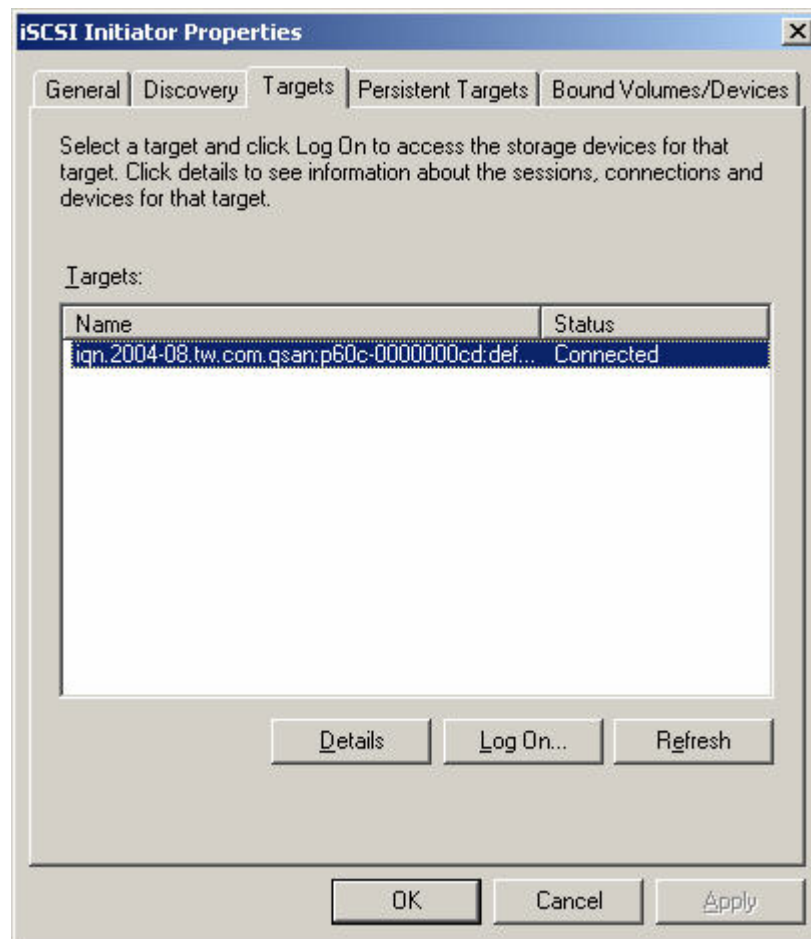 iSCSI Initiator Properties
General Discovery Targets Persistent Targets Bound Volumes/Devices
Select a target and click Log On to access the storage devices for that
target. Click details to see information about the sessions, connections and
devices for that target.
Targets:
Name Status
iqn.2004-08.tw.com.qsan:p60c-0000000cd:def... Connected
Details Log On... Refresh
OK Cancel Apply